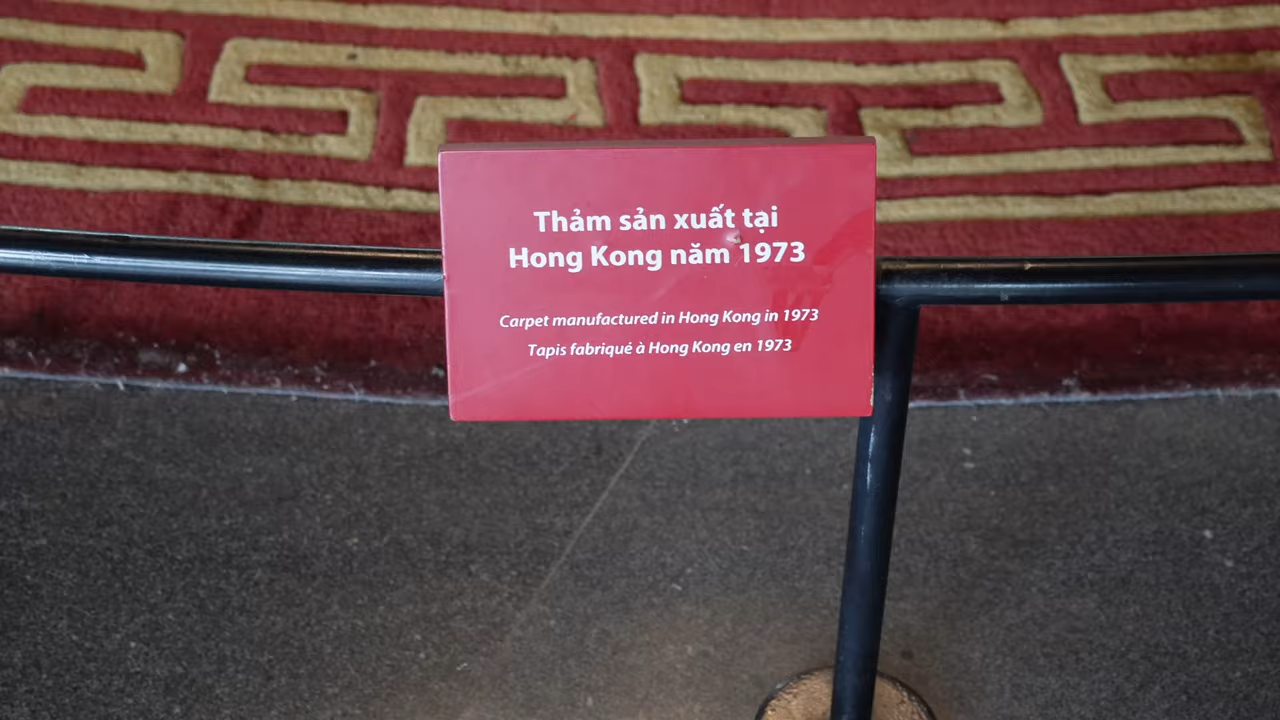 Thảm sản xuất tại
Hong Kong năm 1973
Carpet manufactured in Hong Kong in 1973
Tapis fabriqué à Hong Kong en 1973